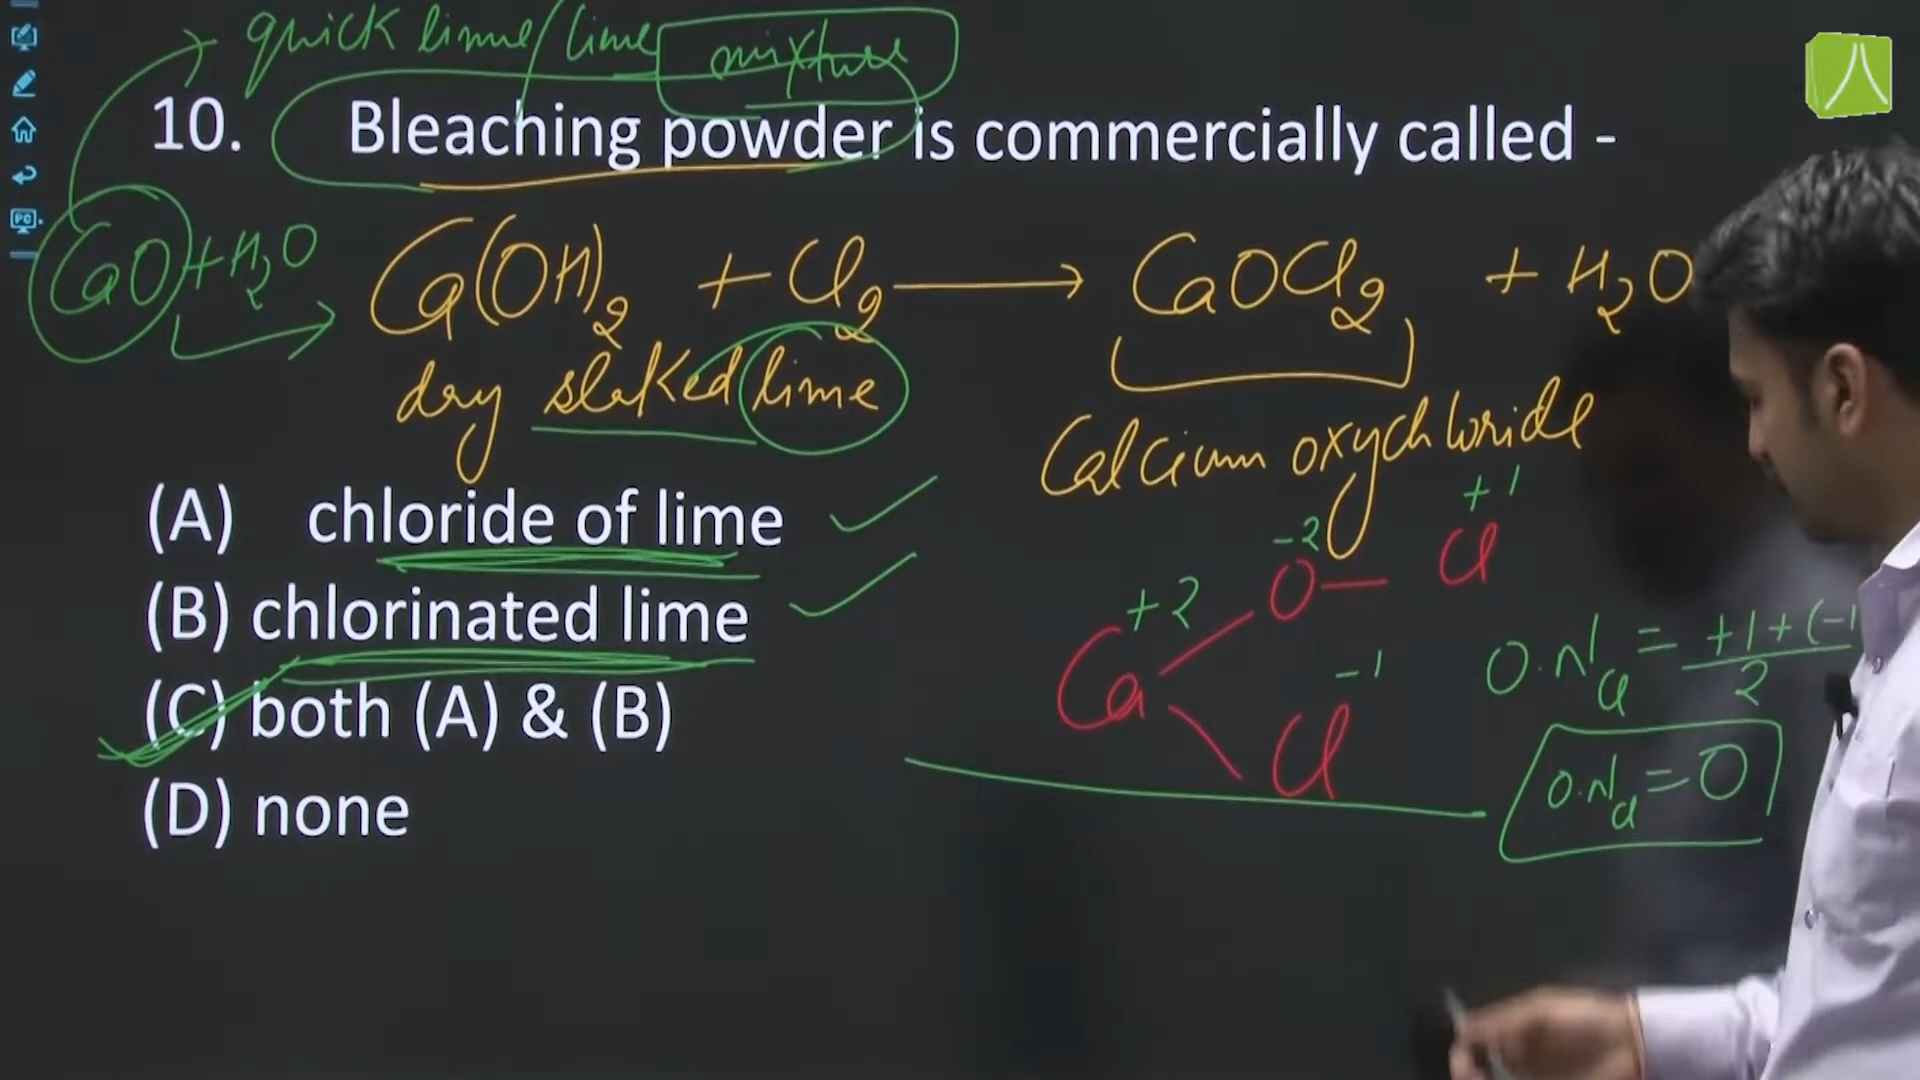 quick lime/lime mixture
10. Bleaching powder is commercially called -
CaO + H₂O
Ca(OH)₂ + Cl₂ → CaOCl₂ + H₂O
dry slaked lime
Calcium oxychloride
(A) chloride of lime ✓
(B) chlorinated lime ✓
(C) both (A) & (B)
(D) none
+2 -2 +1
Ca O — Cl
-1
Cl
O.N Cl = +1+(-1 / 2
O.N Cl = 0
PC